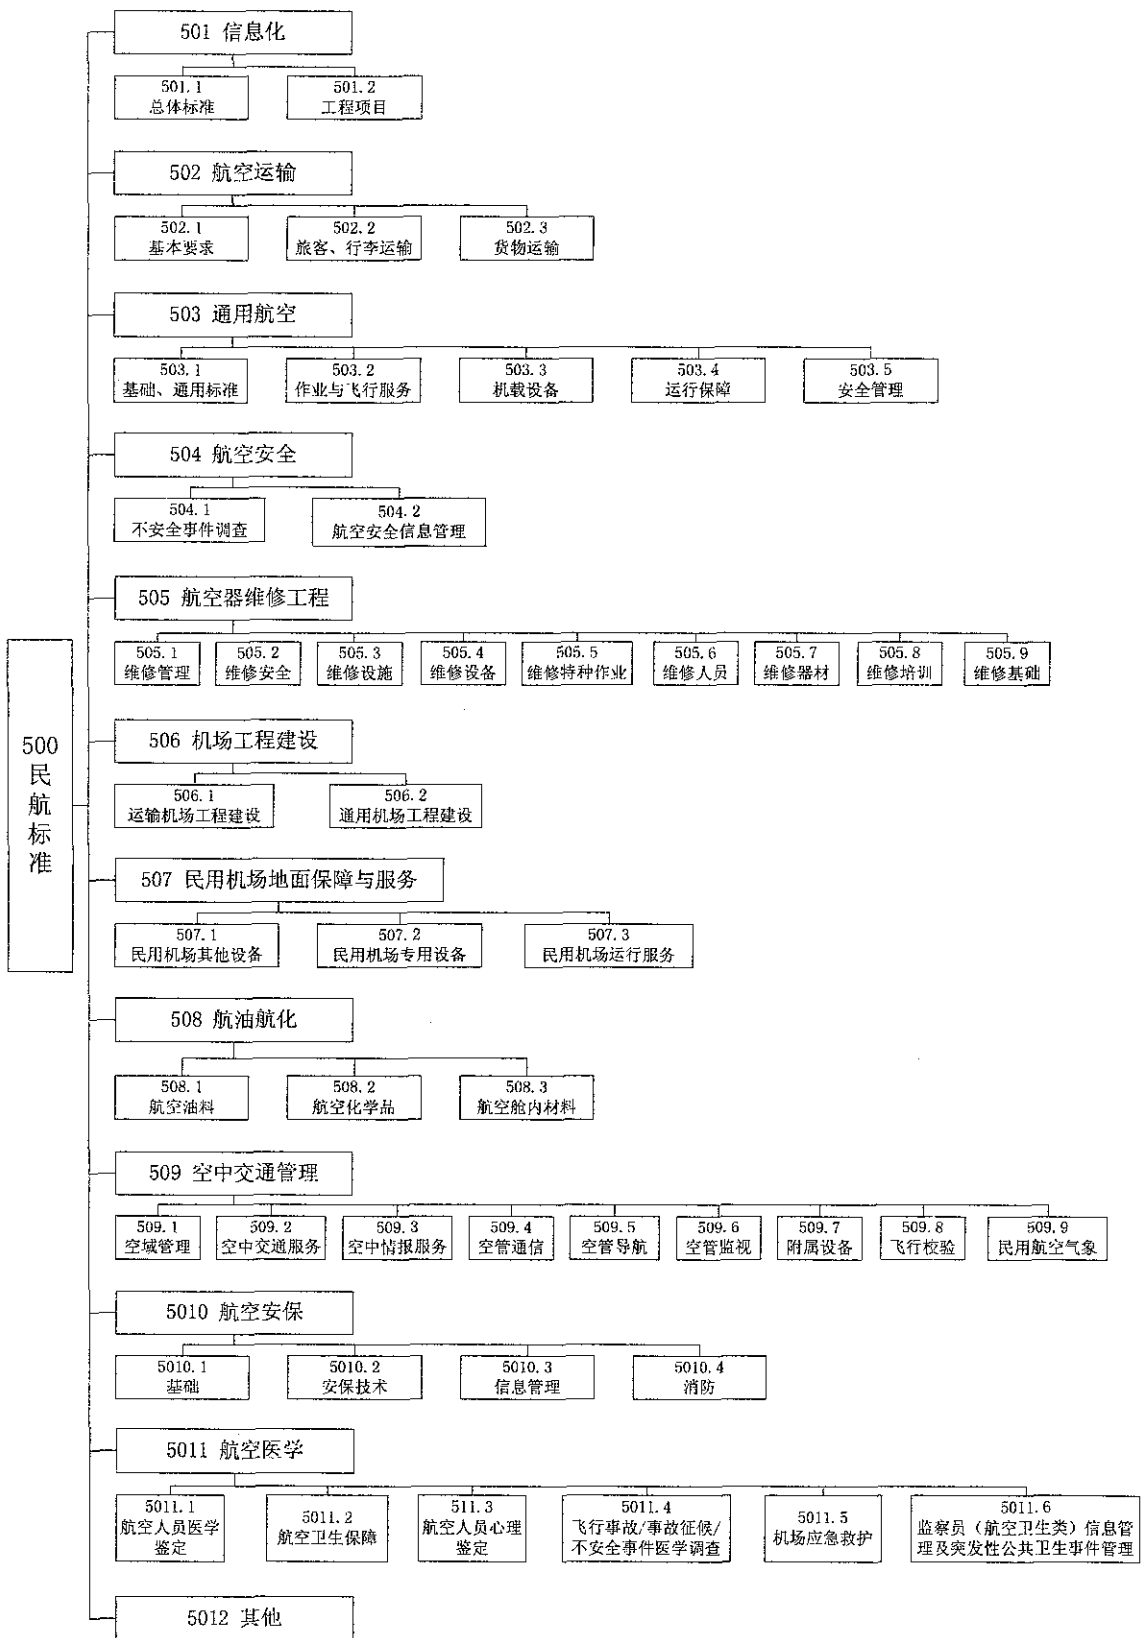 501 信息化
501.1
总体标准
501.2
工程项目
502 航空运输
502.1
基本要求
502.2
旅客、行李运输
502.3
货物运输
503 通用航空
503.1
基础、通用标准
503.2
作业与飞行服务
503.3
机载设备
503.4
运行保障
503.5
安全管理
504 航空安全
504.1
不安全事件调查
504.2
航空安全信息管理
505 航空器维修工程
505.1
维修管理
505.2
维修安全
505.3
维修设施
505.4
维修设备
505.5
维修特种作业
505.6
维修人员
505.7
维修器材
505.8
维修培训
505.9
维修基础
500
民
航
标
准
506 机场工程建设
506.1
运输机场工程建设
506.2
通用机场工程建设
507 民用机场地面保障与服务
507.1
民用机场其他设备
507.2
民用机场专用设备
507.3
民用机场运行服务
508 航油航化
508.1
航空油料
508.2
航空化学品
508.3
航空舱内材料
509 空中交通管理
509.1
空域管理
509.2
空中交通服务
509.3
空中情报服务
509.4
空管通信
509.5
空管导航
509.6
空管监视
509.7
附属设备
509.8
飞行校验
509.9
民用航空气象
5010 航空安保
5010.1
基础
5010.2
安保技术
5010.3
信息管理
5010.4
消防
5011 航空医学
5011.1
航空人员医学
鉴定
5011.2
航空卫生保障
511.3
航空人员心理
鉴定
5011.4
飞行事故/事故征候/
不安全事件医学调查
5011.5
机场应急救护
5011.6
监察员（航空卫生类）信息管
理及突发性公共卫生事件管理
5012 其他